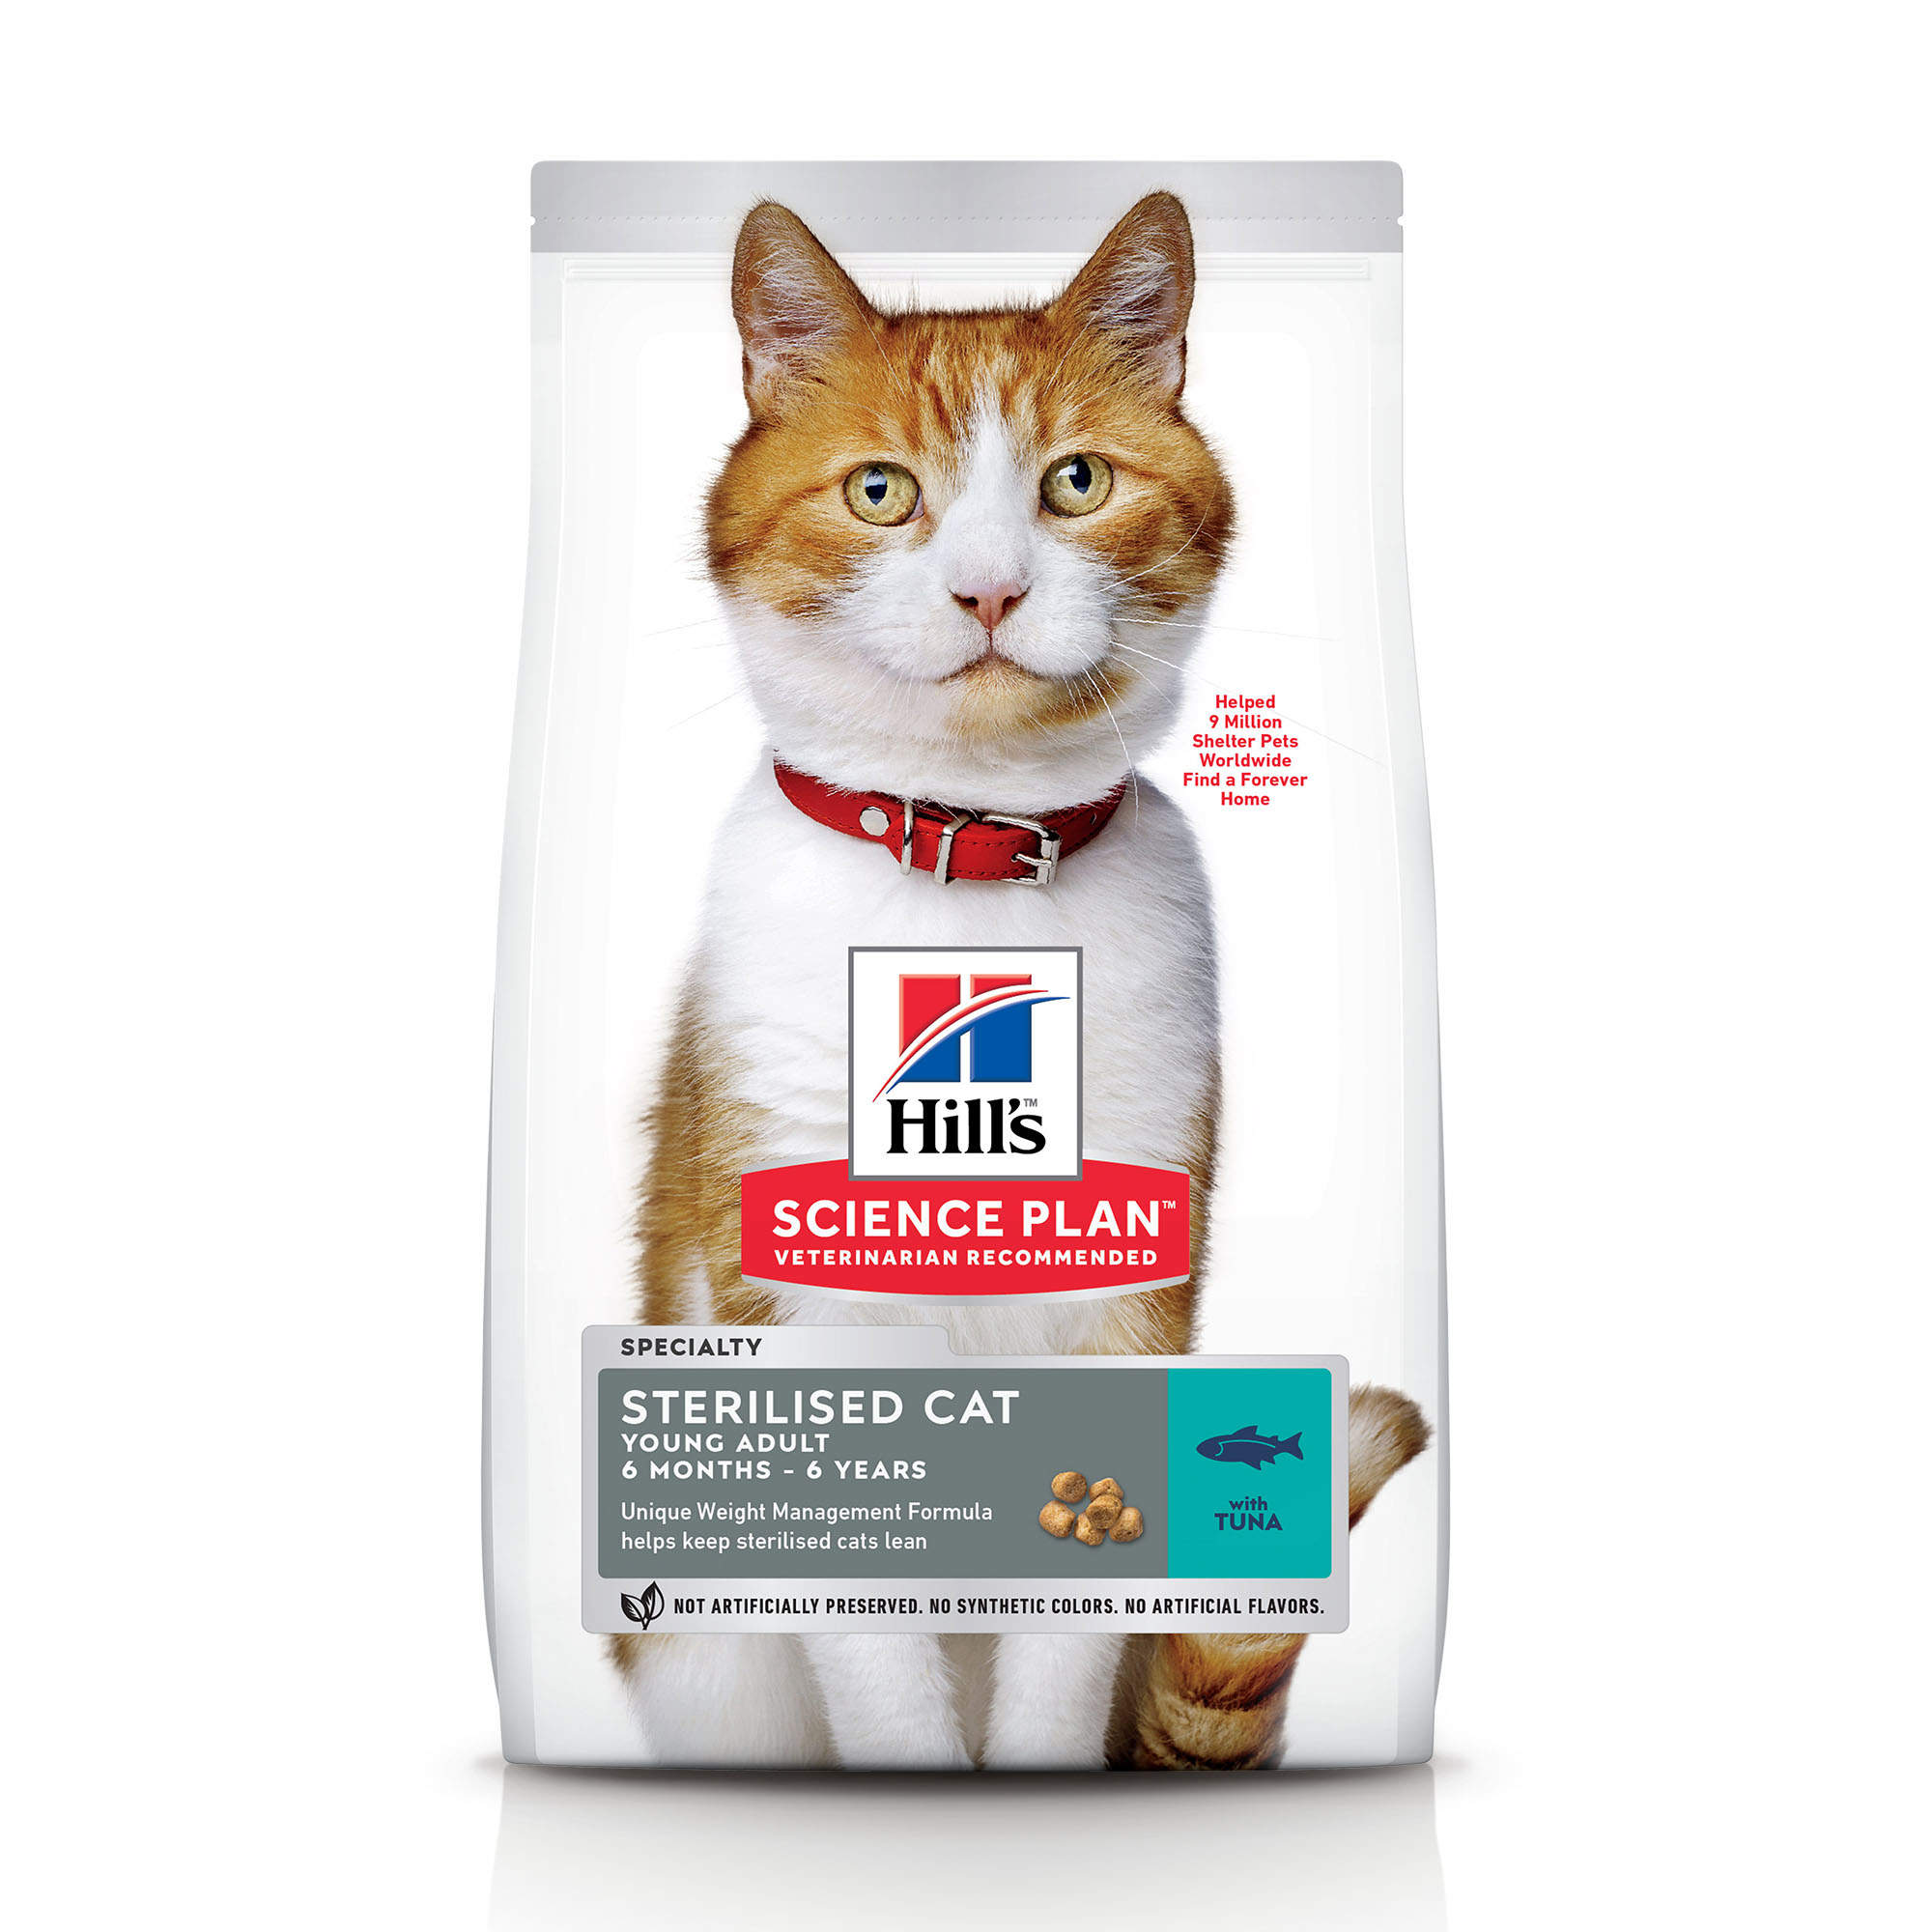 Helped
9 Million
Shelter Pets
Worldwide
Find a Forever
Home
Hill's™
SCIENCE PLAN™
VETERINARIAN RECOMMENDED
SPECIALTY
STERILISED CAT
YOUNG ADULT
6 MONTHS - 6 YEARS
Unique Weight Management Formula
helps keep sterilised cats lean
with
TUNA
NOT ARTIFICIALLY PRESERVED. NO SYNTHETIC COLORS. NO ARTIFICIAL FLAVORS.